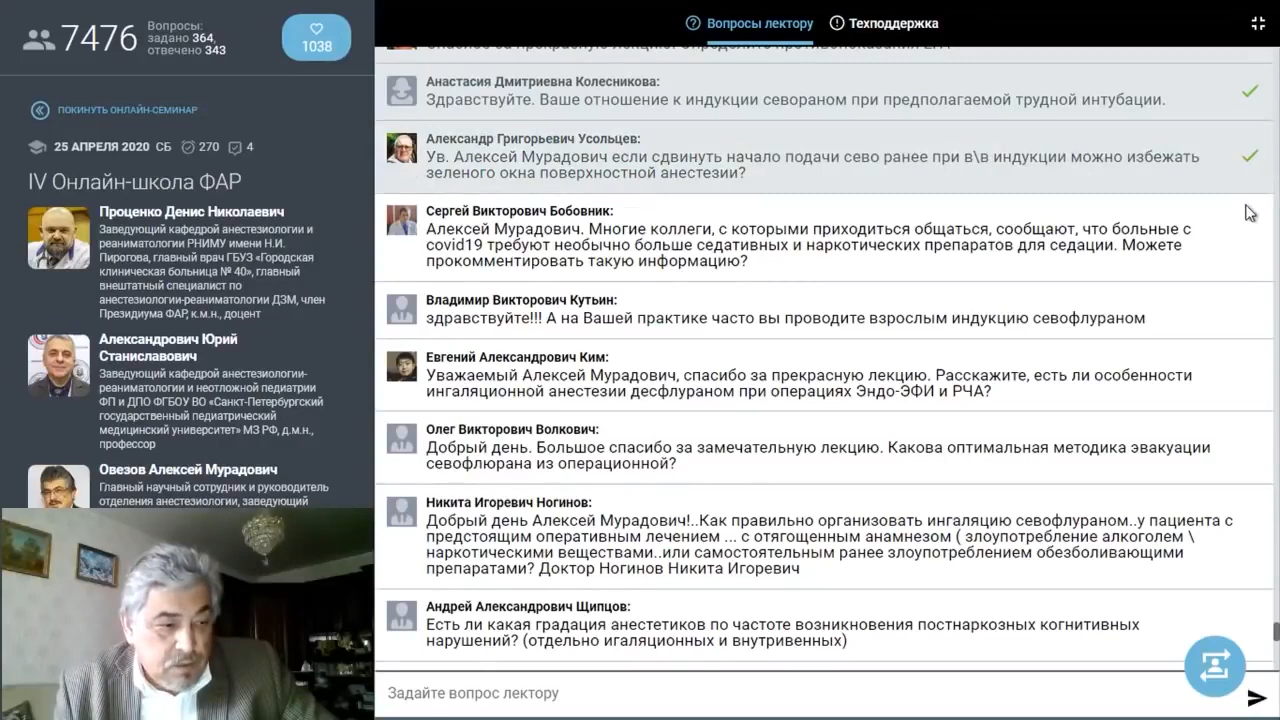 7476
Вопросы:
задано 364,
отвечено 343
1038
ПОКИНУТЬ ОНЛАЙН-СЕМИНАР
25 АПРЕЛЯ 2020 СБ 270 4
IV Онлайн-школа ФАР
Проценко Денис Николаевич
Заведующий кафедрой анестезиологии и
реаниматологии РНИМУ имени Н.И.
Пирогова, главный врач ГБУЗ «Городская
клиническая больница № 40», главный
внештатный специалист по
анестезиологии-реаниматологии ДЗМ, член
Президиума ФАР, к.м.н., доцент
Александрович Юрий
Станиславович
Заведующий кафедрой анестезиологии-
реаниматологии и неотложной педиатрии
ФП и ДПО ФГБОУ ВО «Санкт-Петербургский
государственный педиатрический
медицинский университет» МЗ РФ, д.м.н.,
профессор
Овезов Алексей Мурадович
Главный научный сотрудник и руководитель
отделения анестезиологии, заведующий
Вопросы лектору
Техподдержка
Анастасия Дмитриевна Колесникова:
Здравствуйте. Ваше отношение к индукции севораном при предполагаемой трудной интубации.
Александр Григорьевич Усольцев:
Ув. Алексей Мурадович если сдвинуть начало подачи сево ранее при в\в индукции можно избежать
зеленого окна поверхностной анестезии?
Сергей Викторович Бобовник:
Алексей Мурадович. Многие коллеги, с которыми приходиться общаться, сообщают, что больные с
covid19 требуют необычно больше седативных и наркотических препаратов для седации. Можете
прокомментировать такую информацию?
Владимир Викторович Кутьин:
здравствуйте!!! А на Вашей практике часто вы проводите взрослым индукцию севофлураном
Евгений Александрович Ким:
Уважаемый Алексей Мурадович, спасибо за прекрасную лекцию. Расскажите, есть ли особенности
ингаляционной анестезии десфлураном при операциях Эндо-ЭФИ и РЧА?
Олег Викторович Волкович:
Добрый день. Большое спасибо за замечательную лекцию. Какова оптимальная методика эвакуации
севофлюрана из операционной?
Никита Игоревич Ногинов:
Добрый день Алексей Мурадович!..Как правильно организовать ингаляцию севофлураном..у пациента с
предстоящим оперативным лечением ... с отягощенным анамнезом ( злоупотребление алкоголем \
наркотическими веществами..или самостоятельным ранее злоупотреблением обезболивающими
препаратами? Доктор Ногинов Никита Игоревич
Андрей Александрович Щипцов:
Есть ли какая градация анестетиков по частоте возникновения постнаркозных когнитивных
нарушений? (отдельно игаляционных и внутривенных)
Задайте вопрос лектору